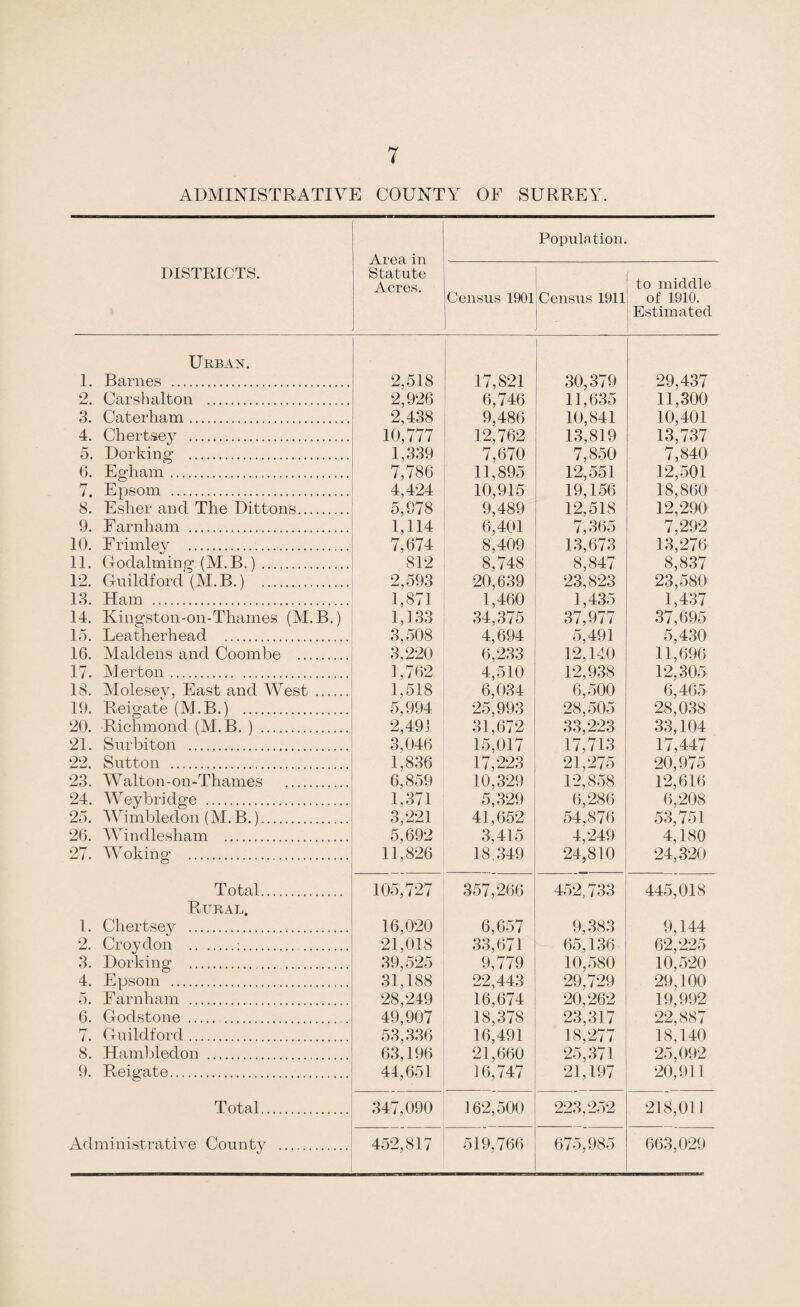 7
ADMINISTRATIVE COUNTY OF SURREY.
DISTRICTS. Area in Statute Acres. Population.
Census 1901 Census 1911 to middle of 1910. Estimated
URBAN.
1. Barnes ..... 2,518 17,821 30,379 29,437
2. Carshalton ..... 2,926 6,746 11,635 11,300
3. Caterham ..... 2,438 9,486 10,841 10,401
4. Chertsey ..... 10,777 12,762 13,819 13,737
5. Dorking ..... 1,339 7,670 7,850 7,840
6. Egham ..... 7,786 11,895 12,551 12,501
7. Epsom ..... 4,424 10,915 19,156 18,860
8. Esher and The Dittons..... 5,978 9,489 12,518 12,290
9. Farnham ..... 1,114 6,401 7,365 7,292
10. Frimley ..... 7,674 8,409 13,673 13,276
11. Godalming (M.B.) ..... 812 8,748 8,847 8,837
12. Guildford (M.B.) ..... 2,593 20,639 23,823 23,580
13. Ham ..... 1,871 1,460 1,435 1,437
14. Kingston-on-Thames (M.B.) 1,133 34,375 37,977 37,695
15. Leatherhead ..... 3,508 4,694 5,491 5,430
16. Maldens and Coombe ..... 3,220 6,233 12,140 11,696
17. Merton ..... 1,762 4,510 12,938 12,305
18. Molesey, East and West ..... 1,518 6,034 6,500 6,465
19. Reigate (M.B.) ..... 5,994 25,993 28,505 28,038
20. Richmond (M.B. ) ..... 2,491 31,672 33,223 33,104
21. Surbiton ..... 3,046 15,017 17,713 17,447
22. Sutton ..... 1,836 17,223 21,275 20,975
23. Walton-on-Thames ..... 6,859 10,329 12,858 12,616
24. Weybridge ..... 1,371 5,329 6,286 6,208
25. Wimbledon (M.B.)..... 3,221 41,652 54,876 53,751
26. Windlesham ..... 5,692 3,415 4,249 4,180
27. Woking ..... 11,826 18,349 24,810 24,320
Total..... 105,727 357,266 452,733 445,018
RURAL.
1. Chertsey ..... 16,020 6,657 9,383 9,144
2. Croydon ..... 21,018 33,671 65,136 62,225
3. Dorking ..... 39,525 9,779 10,580 10,520
4. Epsom ..... 31,188 22,443 29,729 29,100
5. Farnham ..... 28,249 16,674 20,262 19,992
6. Godstone ..... 49,907 18,378 23,317 22,887
7. Guildford ..... 53,336 16,491 18,277 18,140
8. Hambledon ..... 63,196 21,660 25,371 25,092
9. Reigate..... 44,651 16,747 21,197 20,911
Total..... 347,090 162,500 223,252 218,011
Administrative County ..... 452,817 519,766 675,985 663,029